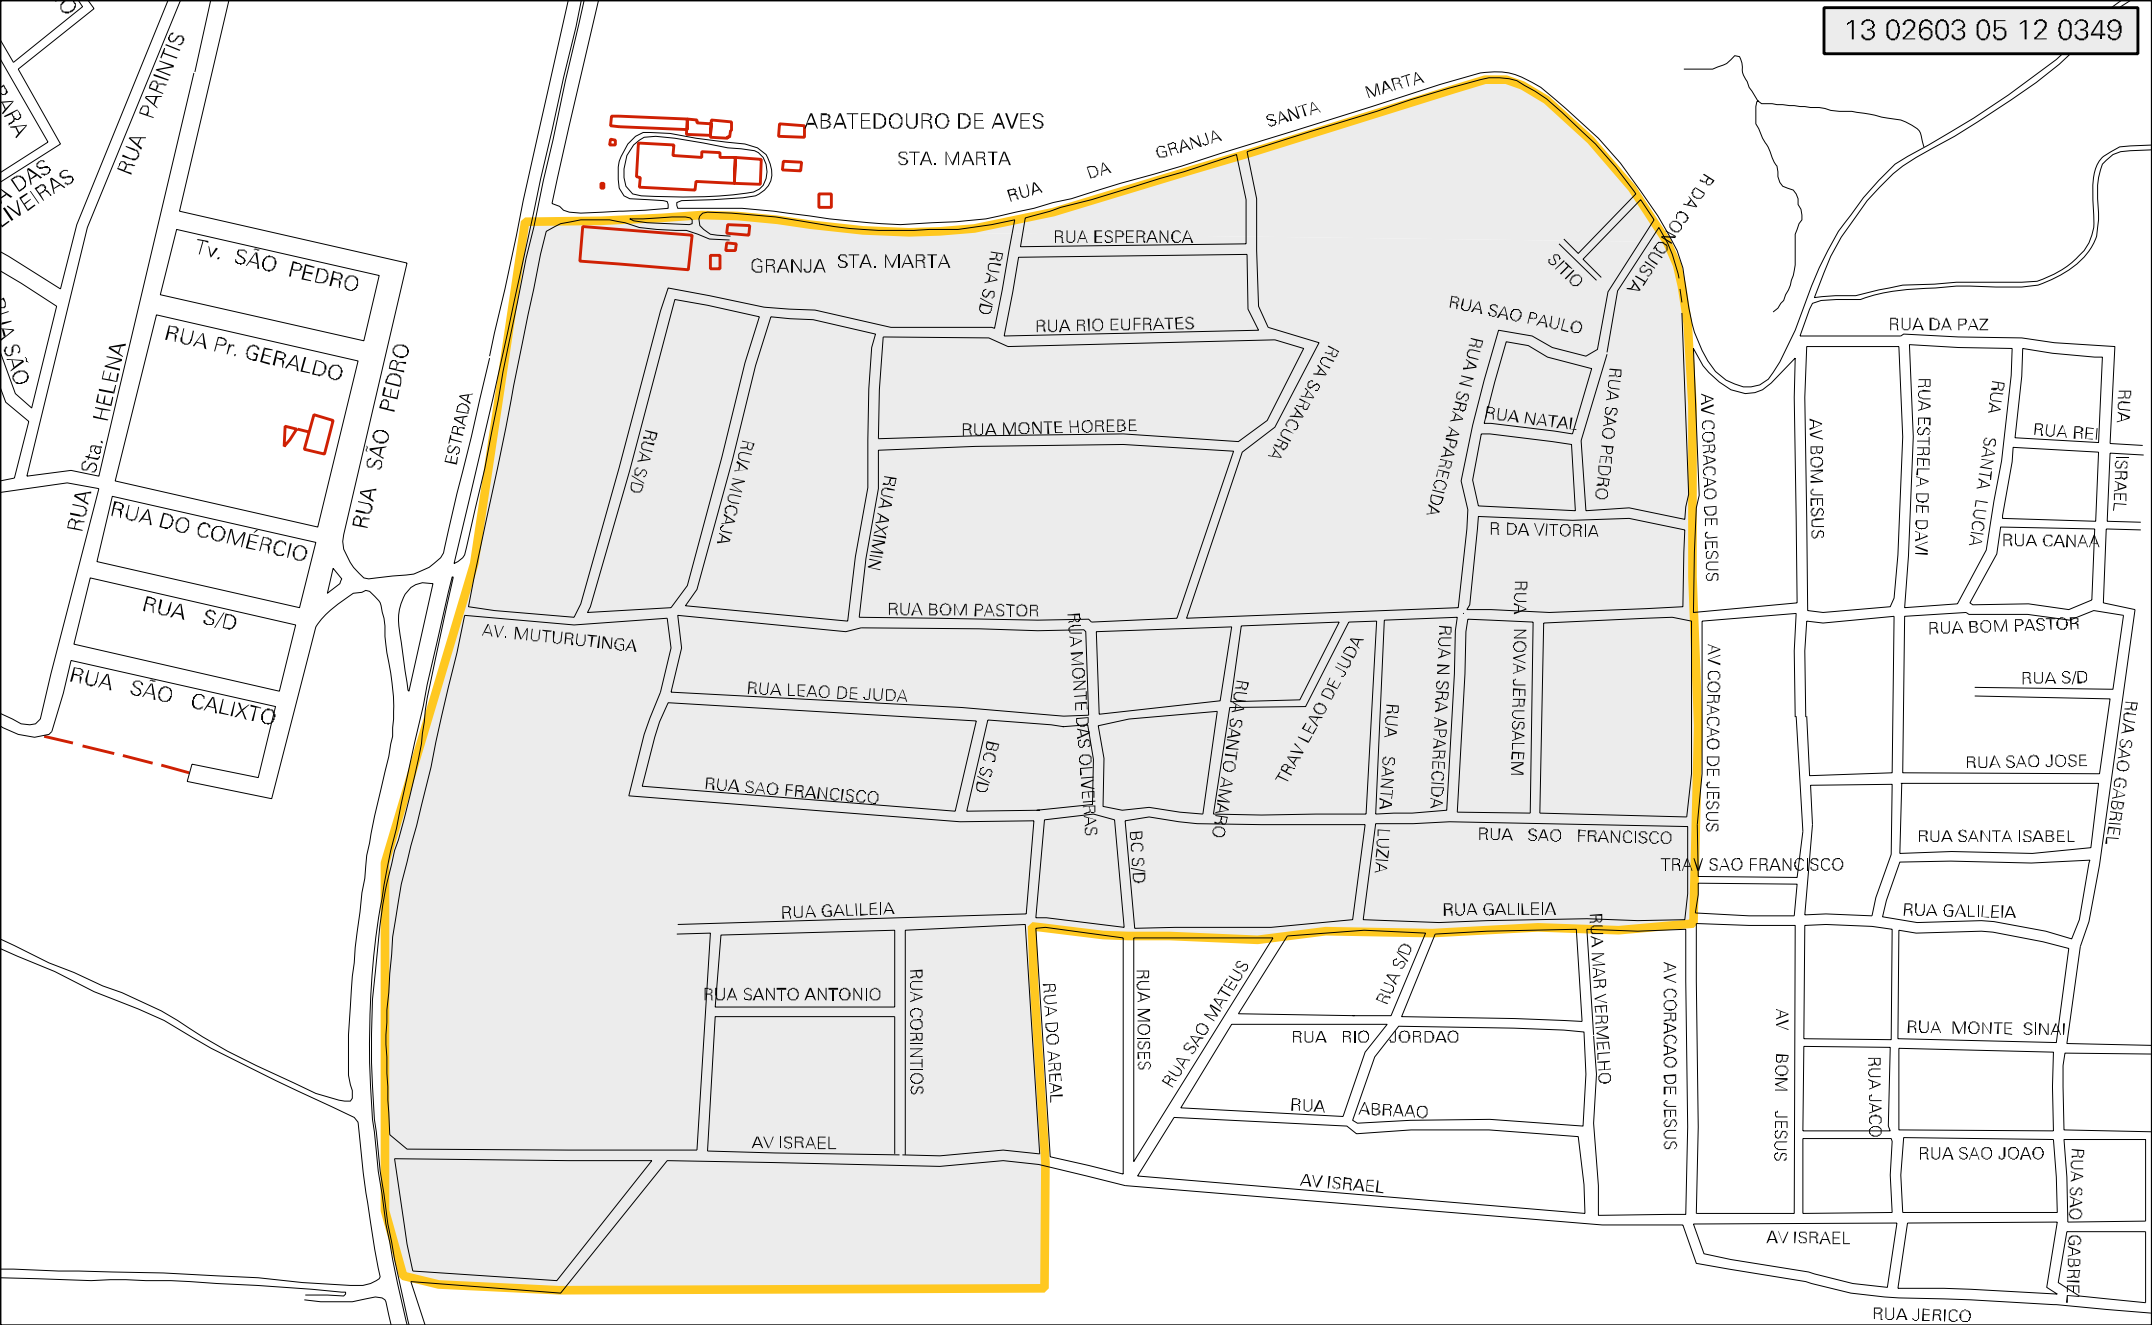 13 02603 05 12 0349
RUA PARINTIS
ABATEDOURO DE AVES
STA. MARTA
RUA DA GRANJA SANTA MARTA
R DA CONQUISTA
SITIO
Tv. SÃO PEDRO
RUA ESPERANCA
GRANJA STA. MARTA
RUA S/D
RUA RIO EUFRATES
RUA SAO PAULO
RUA DA PAZ
RUA SÃO
RUA Pr. GERALDO
RUA Sta. HELENA
RUA SÃO PEDRO
ESTRADA
RUA S/D
RUA MUCAJA
RUA MONTE HOREBE
RUA AXIMIN
RUA SARACURA
RUA N SRA APARECIDA
RUA NATAL
RUA SAO PEDRO
AV CORACAO DE JESUS
AV BOM JESUS
RUA ESTRELA DE DAVI
RUA SANTA LUCIA
RUA REI
RUA ISRAEL
RUA CANAA
RUA DO COMÉRCIO
RUA S/D
RUA SÃO CALIXTO
R DA VITORIA
RUA BOM PASTOR
AV. MUTURUTINGA
RUA BOM PASTOR
RUA S/D
RUA SAO JOSE
RUA SAO GABRIEL
RUA SANTA ISABEL
RUA LEAO DE JUDA
RUA MONTE DAS OLIVEIRAS
RUA SANTO AMARO
TRAV LEAO DE JUDA
RUA SANTA LUZIA
RUA N SRA APARECIDA
RUA NOVA JERUSALEM
AV CORACAO DE JESUS
BC S/D
RUA SAO FRANCISCO
BC S/D
RUA SAO FRANCISCO
TRAV SAO FRANCISCO
RUA GALILEIA
RUA GALILEIA
RUA GALILEIA
RUA SANTO ANTONIO
RUA CORINTIOS
RUA DO AREAL
RUA MOISES
RUA SAO MATEUS
RUA S/D
RUA RIO JORDAO
RUA MAR VERMELHO
AV CORACAO DE JESUS
AV BOM JESUS
RUA JACO
RUA MONTE SINAI
RUA ABRAAO
AV ISRAEL
AV ISRAEL
RUA SAO JOAO
RUA SAO GABRIEL
AV ISRAEL
RUA JERICO